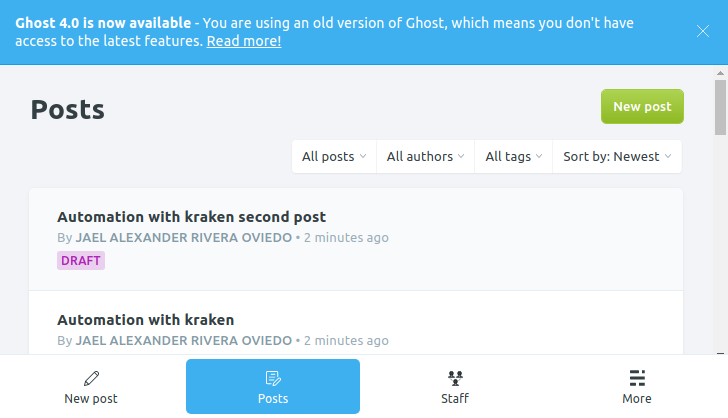 Ghost 4.0 is now available - You are using an old version of Ghost, which means you don't have
access to the latest features. Read more!
Posts
New post
All posts
All authors
All tags
Sort by: Newest
Automation with kraken second post
By JAEL ALEXANDER RIVERA OVIEDO • 2 minutes ago
DRAFT
Automation with kraken
By JAEL ALEXANDER RIVERA OVIEDO • 2 minutes ago
New post
Posts
Staff
More